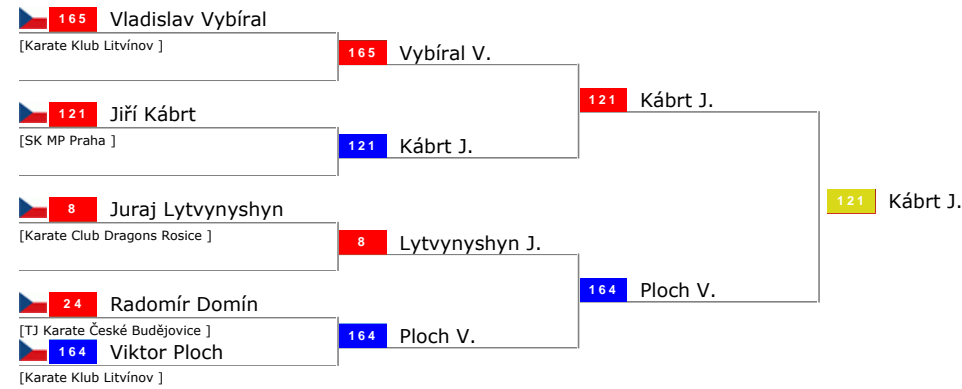 165 Vladislav Vybíral
[Karate Klub Litvínov ]
165 Vybíral V.
121 Kábrt J.
121 Jiří Kábrt
[SK MP Praha ]
121 Kábrt J.
121 Kábrt J.
8 Juraj Lytvynyshyn
[Karate Club Dragons Rosice ]
8 Lytvynyshyn J.
164 Ploch V.
24 Radomír Domín
[TJ Karate České Budějovice ]
164 Ploch V.
164 Viktor Ploch
[Karate Klub Litvínov ]